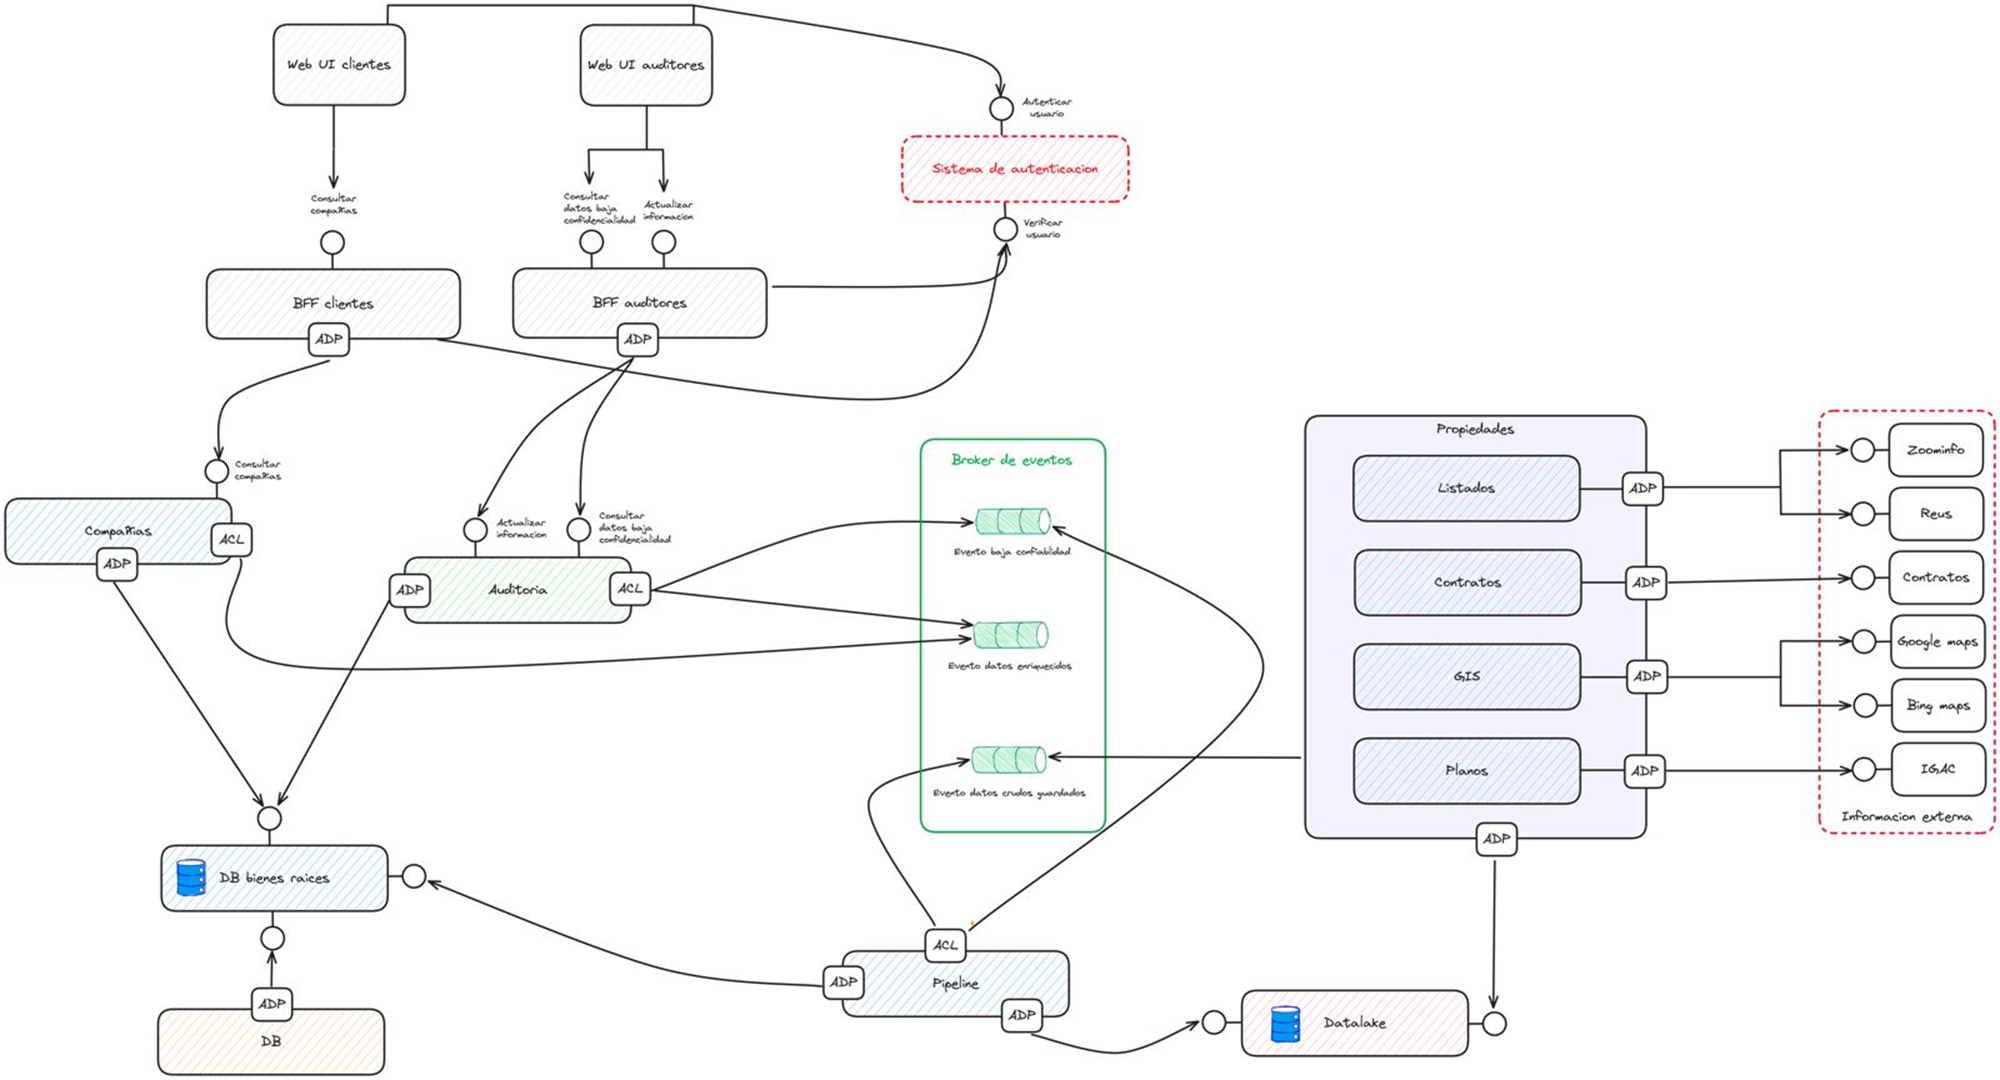 Web UI clientes
Web UI auditores
Autenticar
usuario
Sistema de autenticacion
Consultar
compañias
Consultar
datos baja
confidencialidad
Actualizar
informacion
Verificar
usuario
BFF clientes
ADP
BFF auditores
ADP
Consultar
compañias
Compañias
ACL
ADP
Actualizar
informacion
Consultar
datos baja
confidencialidad
ADP
Auditoria
ACL
Broker de eventos
Evento baja confiablidad
Evento datos enriquecidos
Evento datos crudos guardados
Propiedades
Listados
ADP
Contratos
ADP
GIS
ADP
Planos
ADP
ADP
Zoominfo
Reus
Contratos
Google maps
Bing maps
IGAC
Informacion externa
DB bienes raices
ADP
DB
ACL
ADP
Pipeline
ADP
Datalake